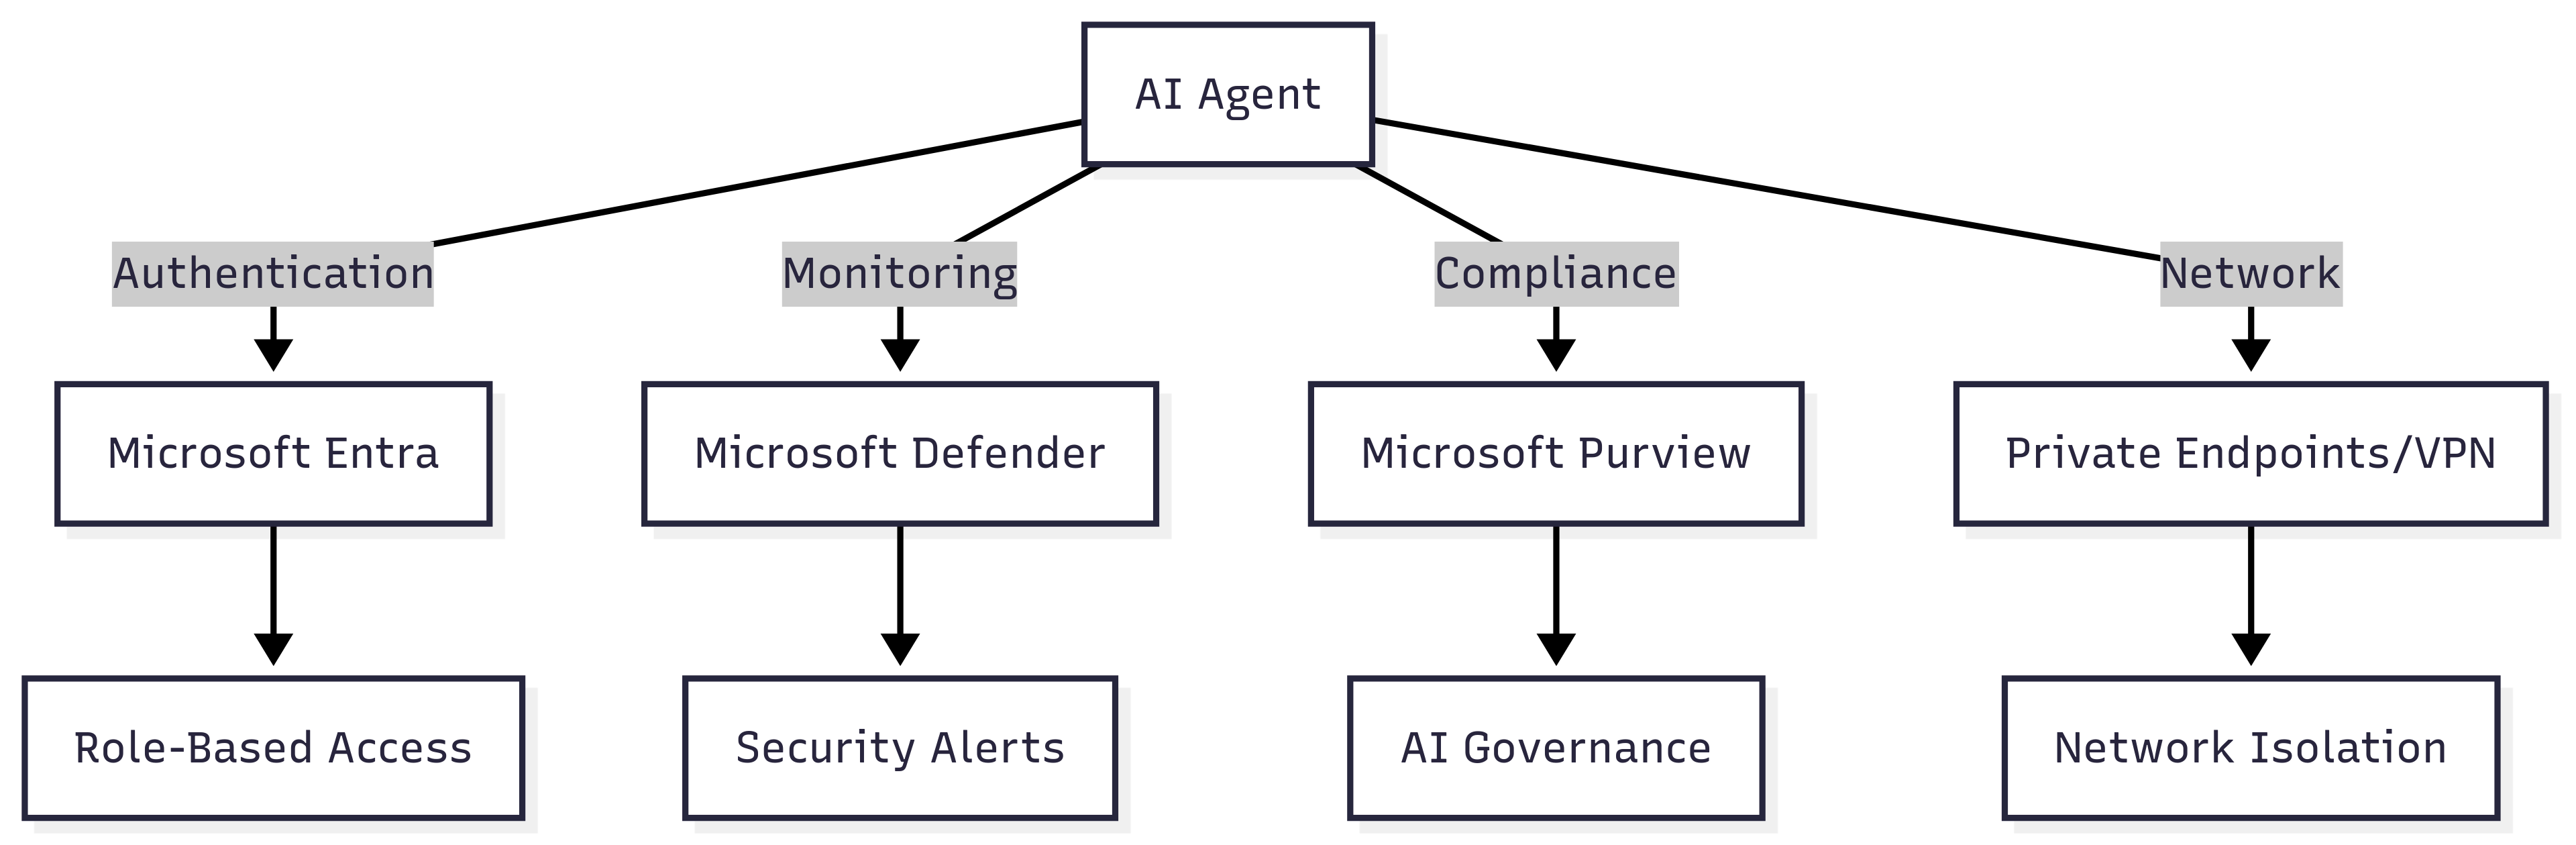 AI Agent
Authentication
Monitoring
Compliance
Network
Microsoft Entra
Microsoft Defender
Microsoft Purview
Private Endpoints/VPN
Role-Based Access
Security Alerts
AI Governance
Network Isolation